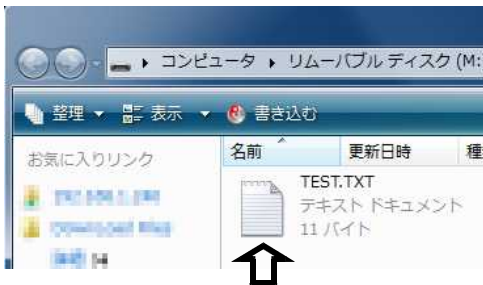 コンピュータ ▸ リムーバブル ディスク (M:
整理 ▼ 表示 ▼ 書き込む
お気に入りリンク
名前 更新日時 種
TEST.TXT
テキスト ドキュメント
11 バイト